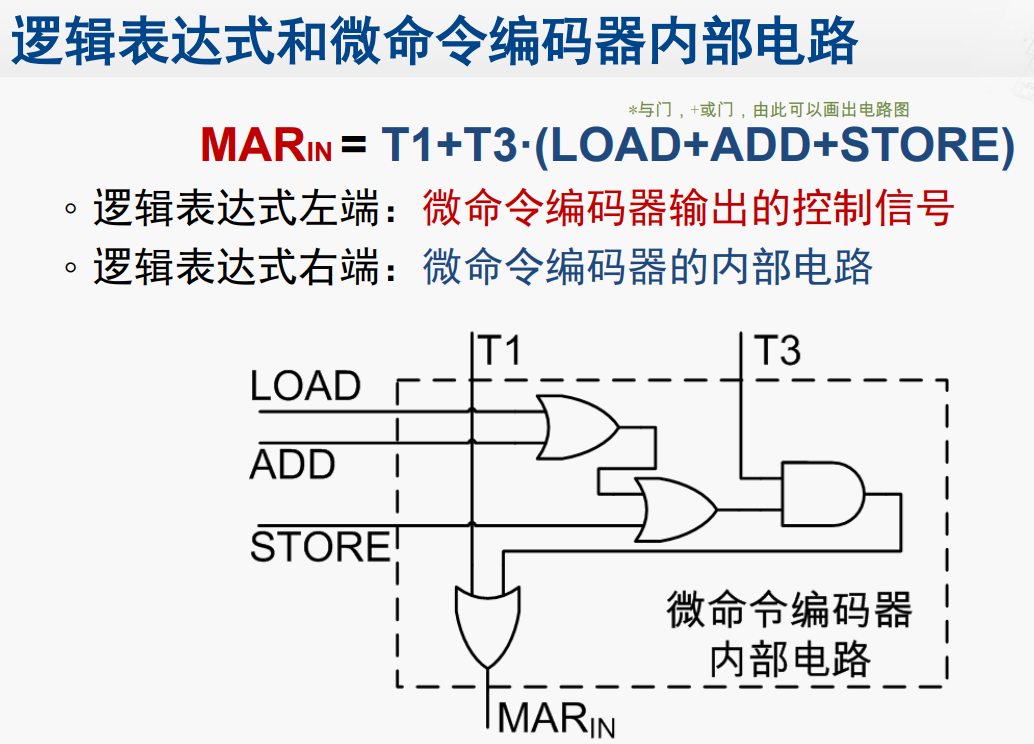 逻辑表达式和微命令编码器内部电路
*与门，+或门，由此可以画出电路图
MARIN = T1+T3·(LOAD+ADD+STORE)
◦ 逻辑表达式左端：微命令编码器输出的控制信号
◦ 逻辑表达式右端：微命令编码器的内部电路
T1
T3
LOAD
ADD
STORE
微命令编码器
内部电路
MARIN